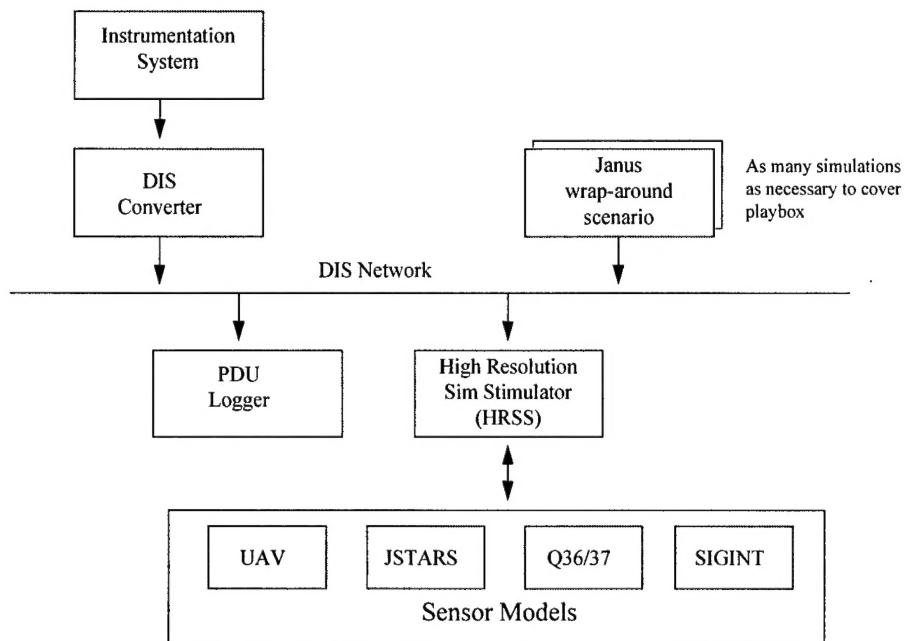 Instrumentation
System
DIS
Converter
Janus
wrap-around
scenario
As many simulations
as necessary to cover
playbox
DIS Network
PDU
Logger
High Resolution
Sim Stimulator
(HRSS)
UAV
JSTARS
Q36/37
SIGINT
Sensor Models